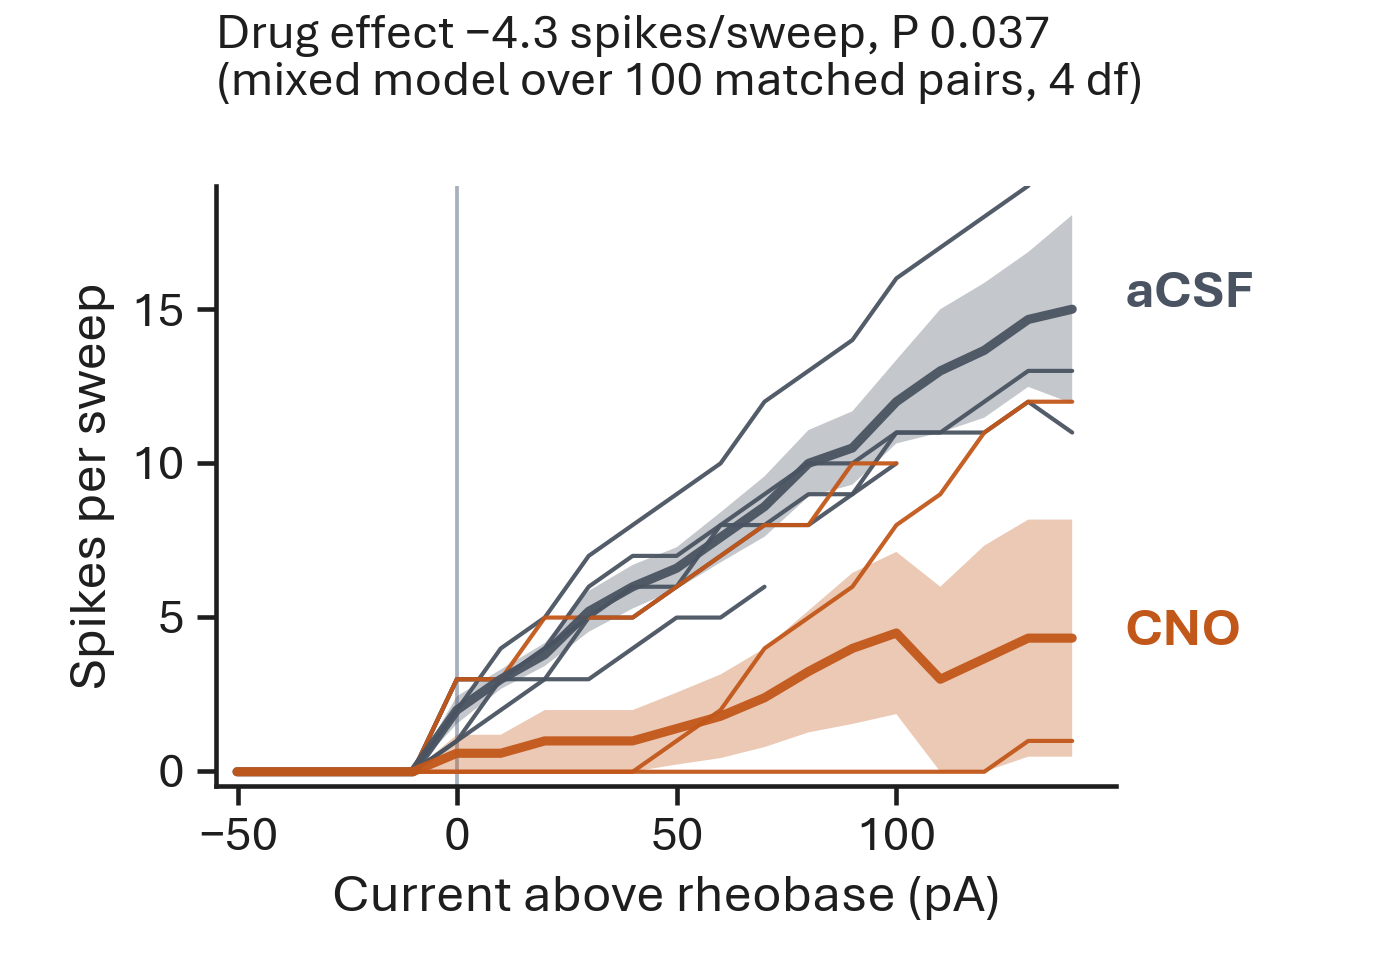 Drug effect −4.3 spikes/sweep, P 0.037
(mixed model over 100 matched pairs, 4 df)
Spikes per sweep
15
10
5
0
aCSF
CNO
−50
0
50
100
Current above rheobase (pA)